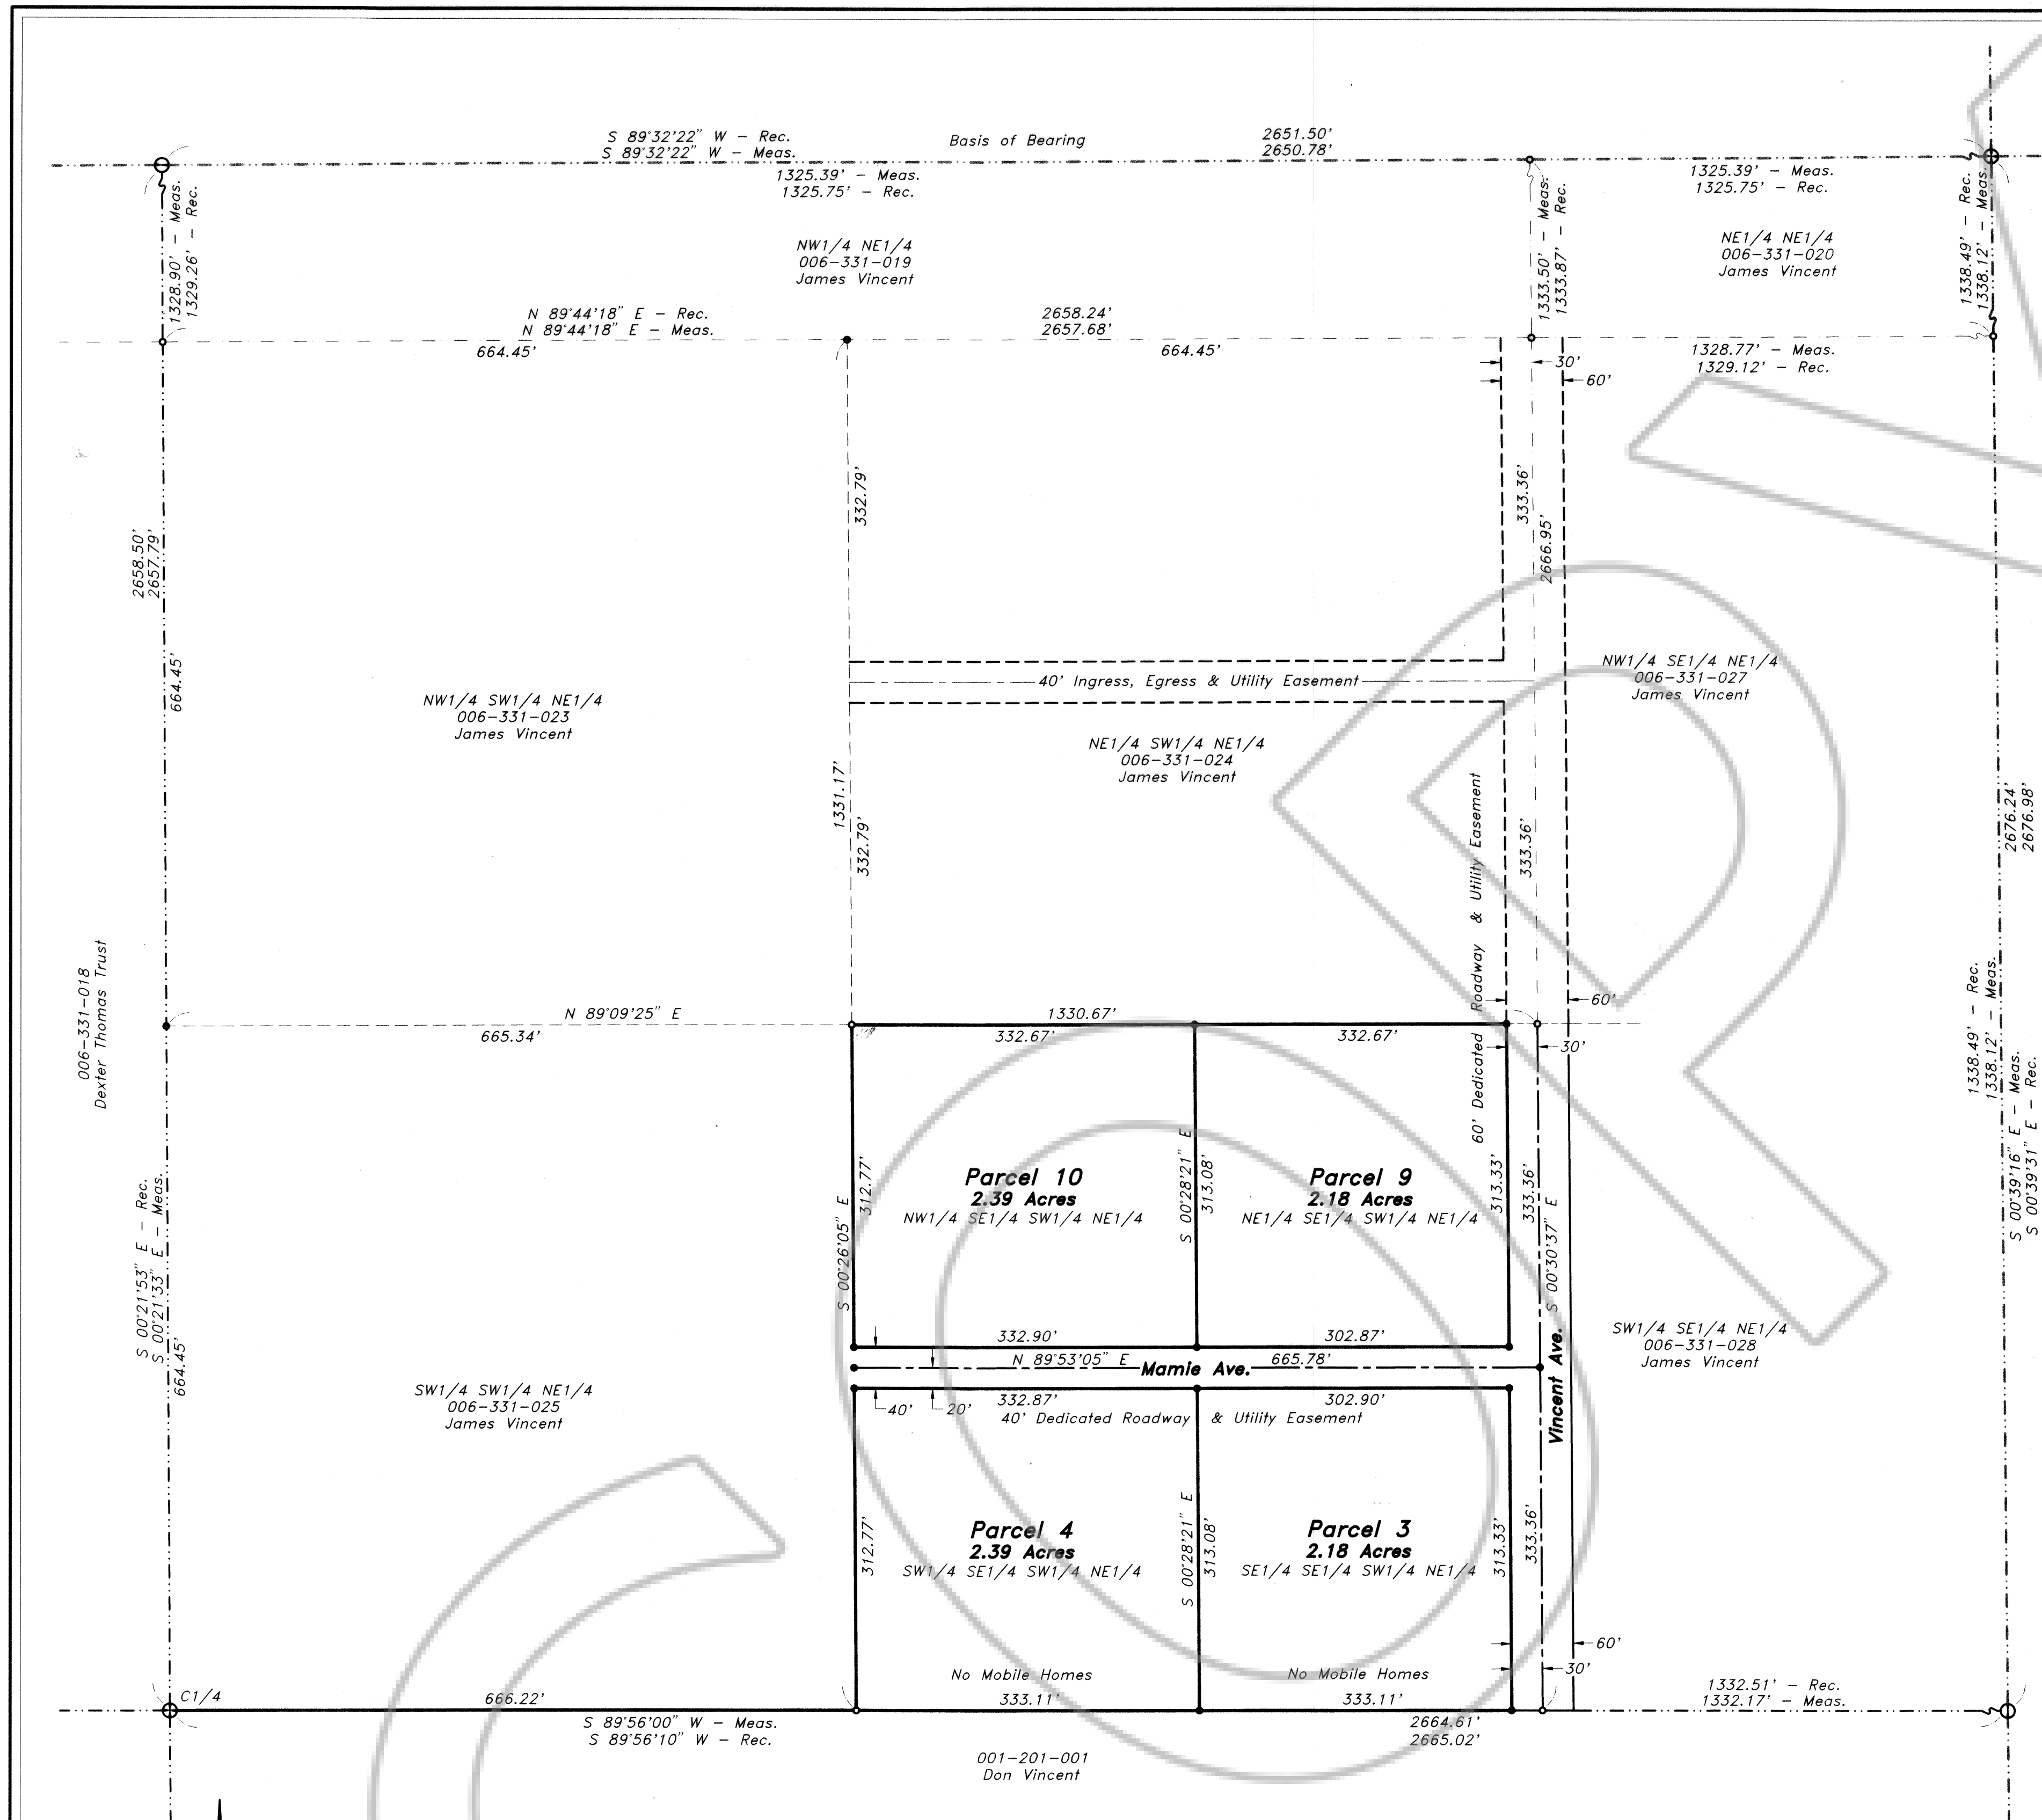 S 89°32'22" W – Rec.
S 89°32'22" W – Meas.
Basis of Bearing
2651.50'
2650.78'
1325.39' - Meas.
1325.75' - Rec.
1325.39' - Meas.
1325.75' - Rec.
1328.90' - Meas.
1329.26' - Rec.
1333.50' - Meas.
1333.87' - Rec.
1338.49' - Rec.
1338.12' - Meas.
NW1/4 NE1/4
006-331-019
James Vincent
NE1/4 NE1/4
006-331-020
James Vincent
N 89°44'18" E – Rec.
N 89°44'18" E – Meas.
2658.24'
2657.68'
664.45'
664.45'
1328.77' - Meas.
1329.12' - Rec.
30'
60'
332.79'
333.36'
2666.95'
2658.50'
2657.79'
664.45'
40' Ingress, Egress & Utility Easement
NW1/4 SW1/4 NE1/4
006-331-023
James Vincent
NE1/4 SW1/4 NE1/4
006-331-024
James Vincent
NW1/4 SE1/4 NE1/4
006-331-027
James Vincent
1331.17'
332.79'
333.36'
60' Dedicated Roadway & Utility Easement
2676.24'
2676.98'
006-331-018
Dexter Thomas Trust
N 89°09'25" E
665.34'
1330.67'
332.67'
332.67'
60'
30'
1338.49' - Rec.
1338.12' - Meas.
S 00°39'16" E – Meas.
S 00°39'31" E – Rec.
S 00°21'53" E – Rec.
S 00°21'33" E – Meas.
664.45'
S 00°26'05" E
312.77'
Parcel 10
2.39 Acres
NW1/4 SE1/4 SW1/4 NE1/4
S 00°28'21" E
313.08'
Parcel 9
2.18 Acres
NE1/4 SE1/4 SW1/4 NE1/4
313.33'
333.36'
S 00°30'37" E
332.90'
302.87'
N 89°53'05" E
Mamie Ave.
665.78'
Vincent Ave.
332.87'
302.90'
40'
20'
40' Dedicated Roadway & Utility Easement
SW1/4 SW1/4 NE1/4
006-331-025
James Vincent
SW1/4 SE1/4 NE1/4
006-331-028
James Vincent
312.77'
Parcel 4
2.39 Acres
SW1/4 SE1/4 SW1/4 NE1/4
S 00°28'21" E
313.08'
Parcel 3
2.18 Acres
SE1/4 SE1/4 SW1/4 NE1/4
313.33'
333.36'
60'
30'
No Mobile Homes
No Mobile Homes
C1/4
666.22'
333.11'
333.11'
1332.51' - Rec.
1332.17' - Meas.
S 89°56'00" W – Meas.
S 89°56'10" W – Rec.
2664.61'
2665.02'
001-201-001
Don Vincent